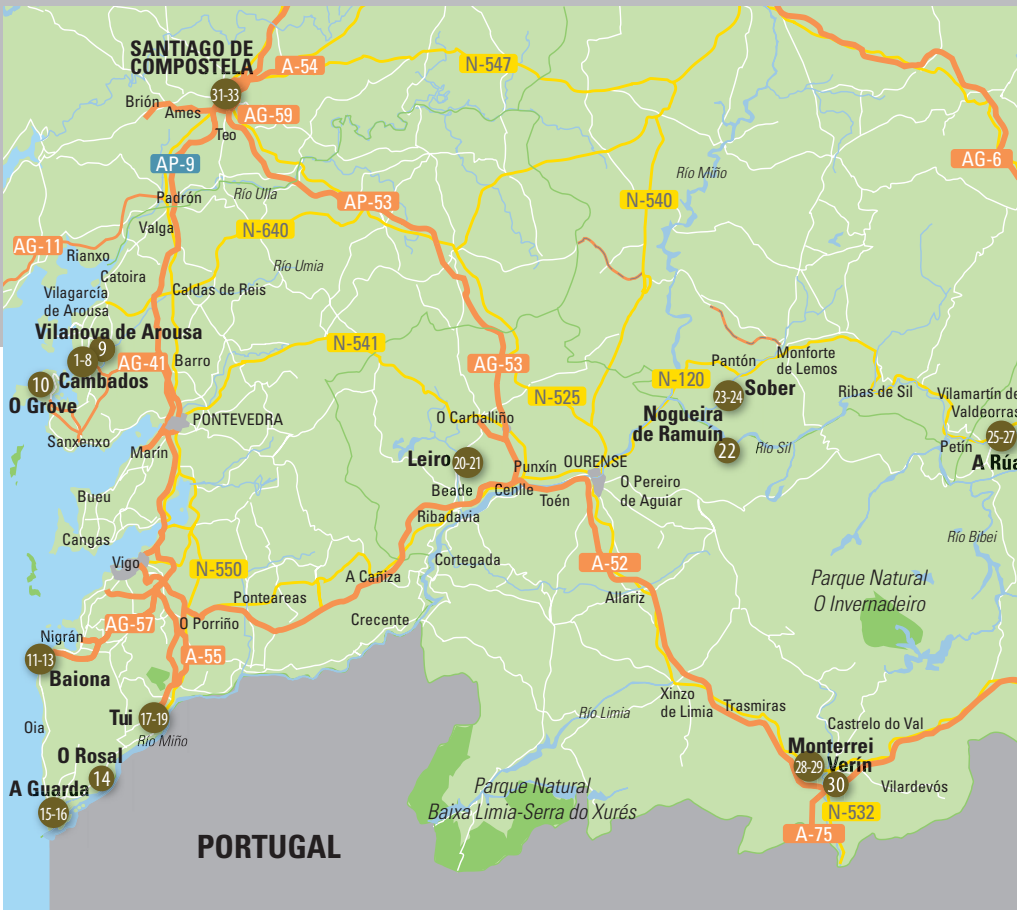 SANTIAGO DE
COMPOSTELA
A-54
N-547
31-33
Brión
Ames
AG-59
Teo
AG-6
AP-9
Río Miño
Padrón
Río Ulla
AP-53
N-540
Valga
N-640
AG-11
Rianxo
Catoira
Río Umia
Vilagarcía
de Arousa
Caldas de Reis
Vilanova de Arousa
9
1-8
AG-41
Barro
N-541
AG-53
Pantón
Monforte
de Lemos
10
Cambados
N-120
O Grove
23-24
Sober
Ribas de Sil
Vilamartín de
Valdeorras
N-525
PONTEVEDRA
O Carballiño
Nogueira
de Ramuín
25-27
Sanxenxo
Marín
22
Río Sil
Petín
A Rúa
Leiro
20-21
Punxín
OURENSE
O Pereiro
de Aguiar
Bueu
Beade
Cenlle
Toén
Ribadavia
Cangas
Río Bibei
Vigo
Cortegada
A-52
N-550
A Cañiza
Parque Natural
O Invernadeiro
Ponteareas
Allariz
AG-57
O Porriño
Crecente
Nigrán
11-13
A-55
Baiona
Xinzo
de Limia
Trasmiras
Oia
Tui
17-19
Río Limia
Castrelo do Val
Río Miño
O Rosal
Monterrei
14
28-29
Verín
A Guarda
30
Vilardevós
Parque Natural
Baixa Limia-Serra do Xurés
15-16
N-532
A-75
PORTUGAL